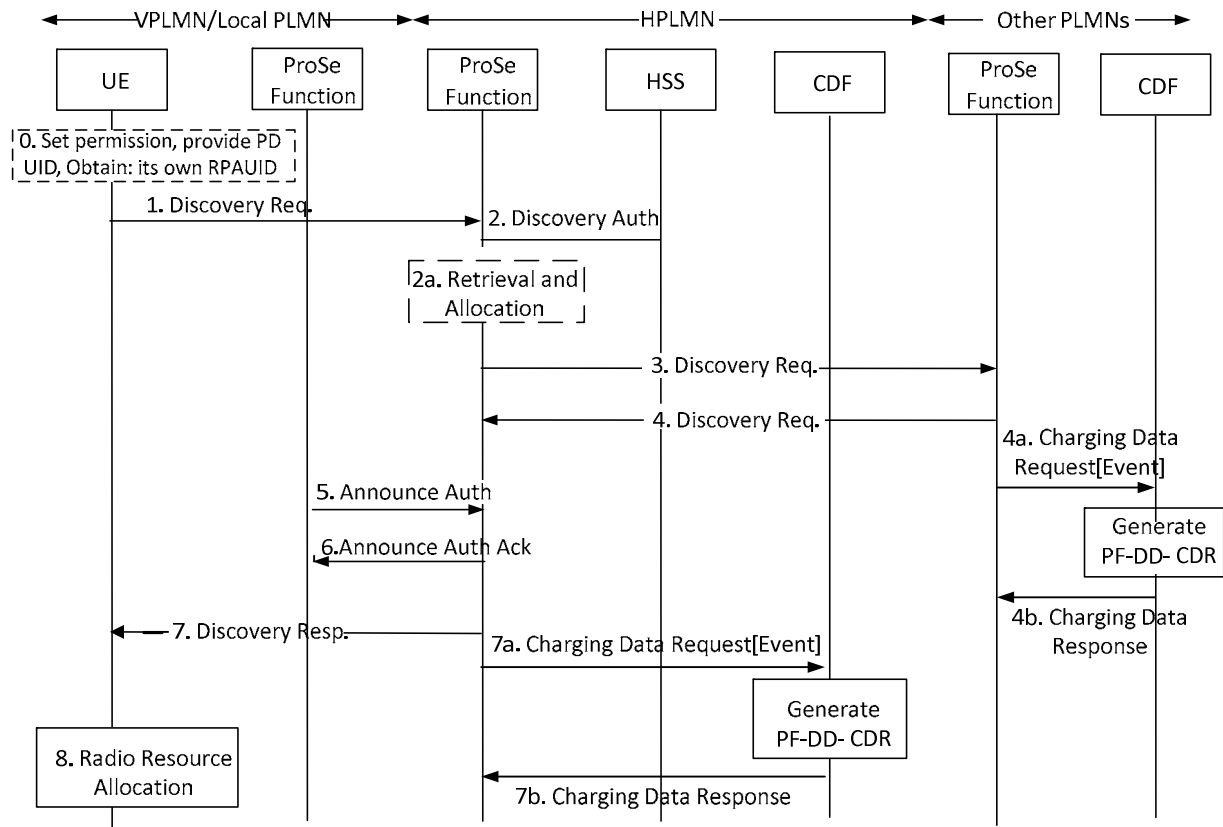 VPLMN/Local PLMN
HPLMN
Other PLMNs
UE
ProSe
Function
ProSe
Function
HSS
CDF
ProSe
Function
CDF
0. Set permission, provide PD
UID, Obtain: its own RPAUID
1. Discovery Req.
2. Discovery Auth
2a. Retrieval and
Allocation
3. Discovery Req.
4. Discovery Req.
4a. Charging Data
Request[Event]
5. Announce Auth
Generate
PF-DD- CDR
6.Announce Auth Ack
4b. Charging Data
Response
7. Discovery Resp.
7a. Charging Data Request[Event]
Generate
PF-DD- CDR
8. Radio Resource
Allocation
7b. Charging Data Response